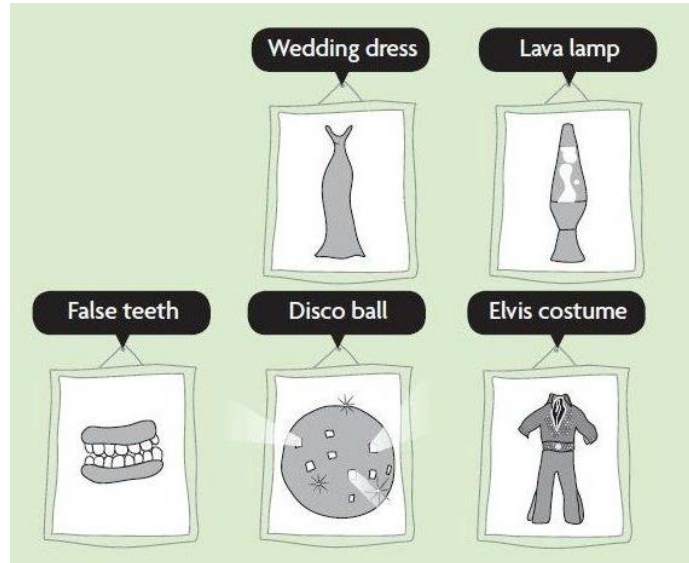 Wedding dress
Lava lamp
False teeth
Disco ball
Elvis costume